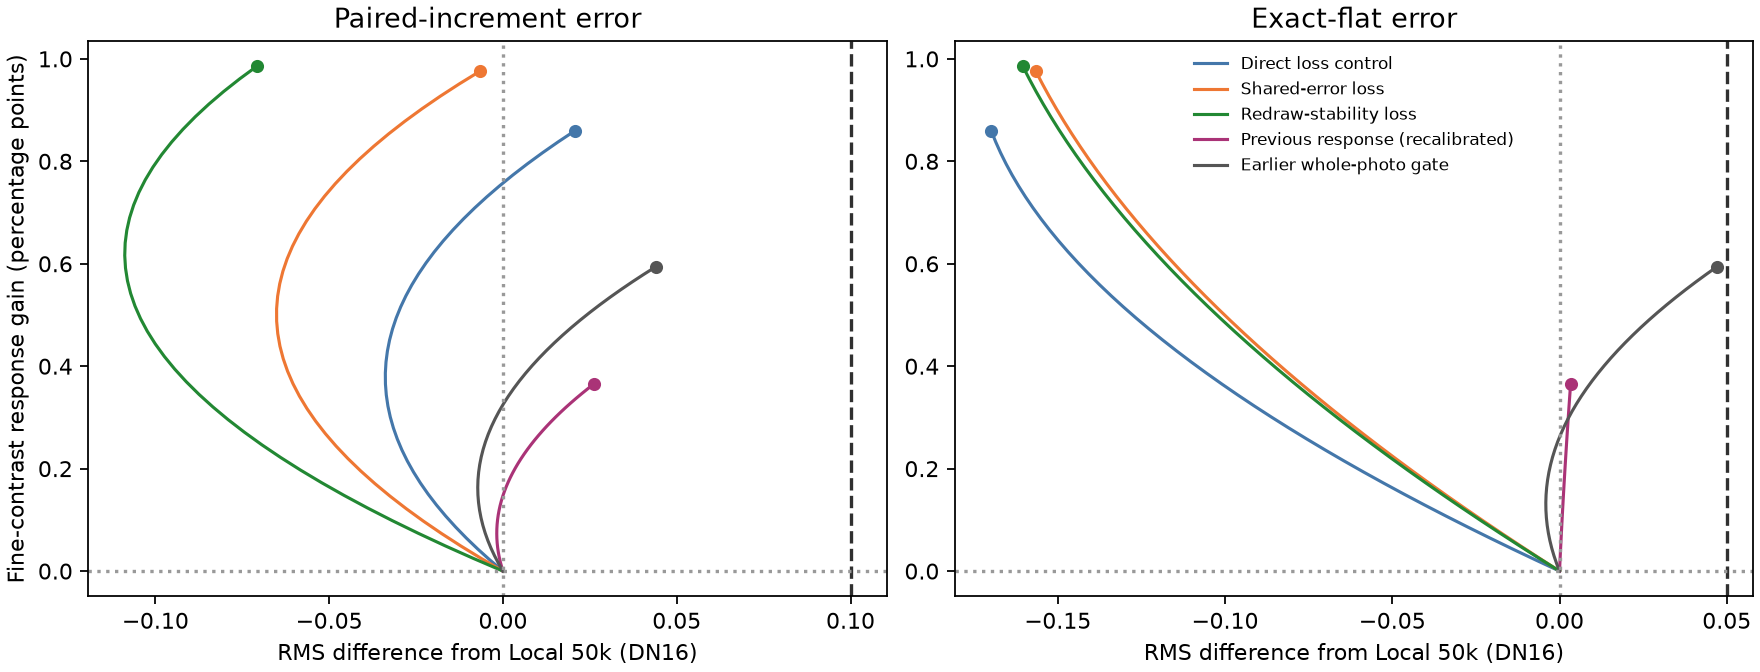 Paired-increment error
Fine-contrast response gain (percentage points)
1.0
0.8
0.6
0.4
0.2
0.0
−0.10
−0.05
0.00
0.05
0.10
RMS difference from Local 50k (DN16)
Exact-flat error
Direct loss control
Shared-error loss
Redraw-stability loss
Previous response (recalibrated)
Earlier whole-photo gate
1.0
0.8
0.6
0.4
0.2
0.0
−0.15
−0.10
−0.05
0.00
0.05
RMS difference from Local 50k (DN16)